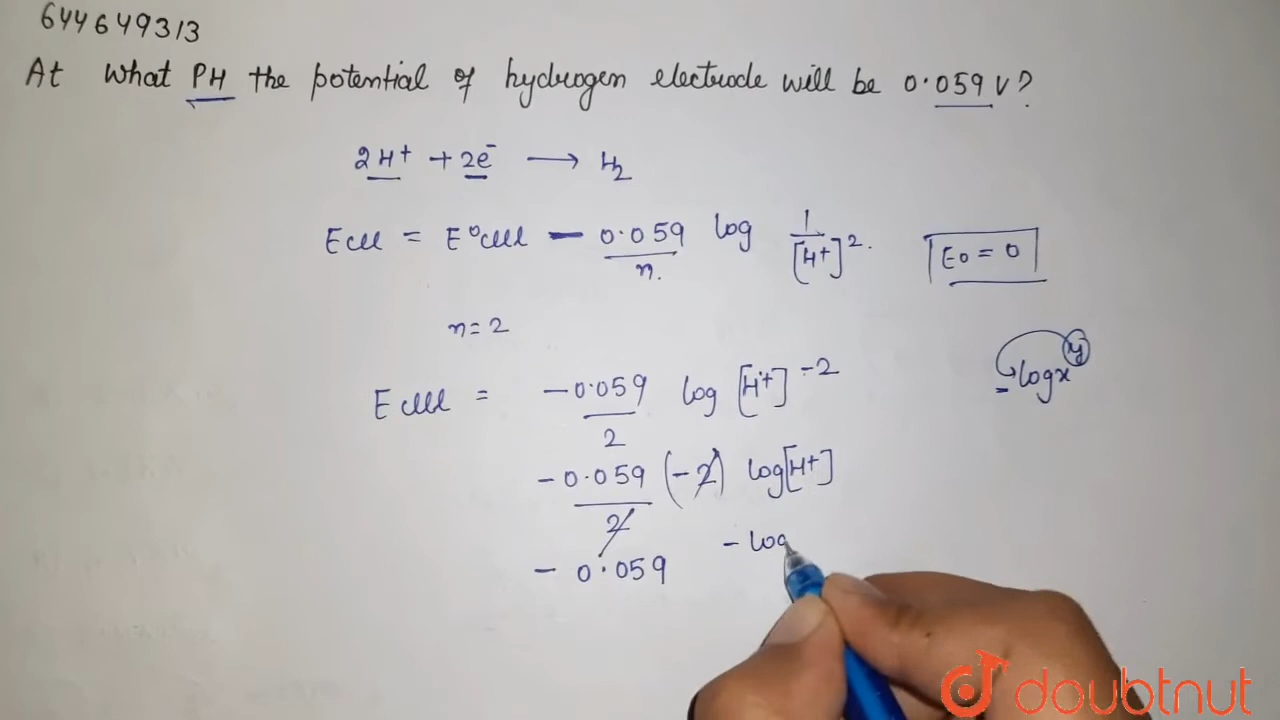 644649313
At What PH the potential of hydrogen electrode will be 0.059 V?
2H⁺ + 2e⁻ ⟶ H₂
Ecell = E⁰cell − 0.059/n. log 1/[H⁺]². E₀ = 0
n = 2
−logxʸ
Ecell = −0.059/2 log [H⁺]⁻²
−0.059/2 (−2) log[H⁺]
− 0.059 − log
doubtnut